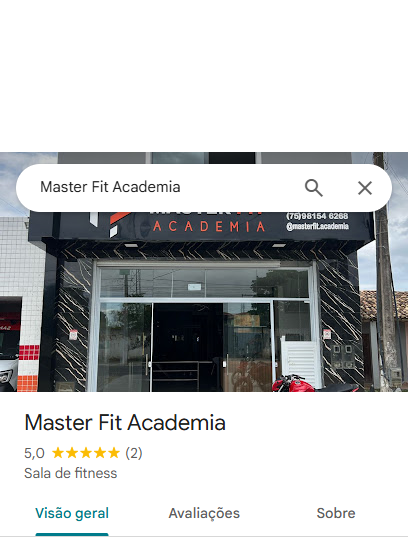 Master Fit Academia
ACADEMIA
(75)98154 6268
@masterfit.academia
Master Fit Academia
5,0 (2)
Sala de fitness
Visão geral
Avaliações
Sobre